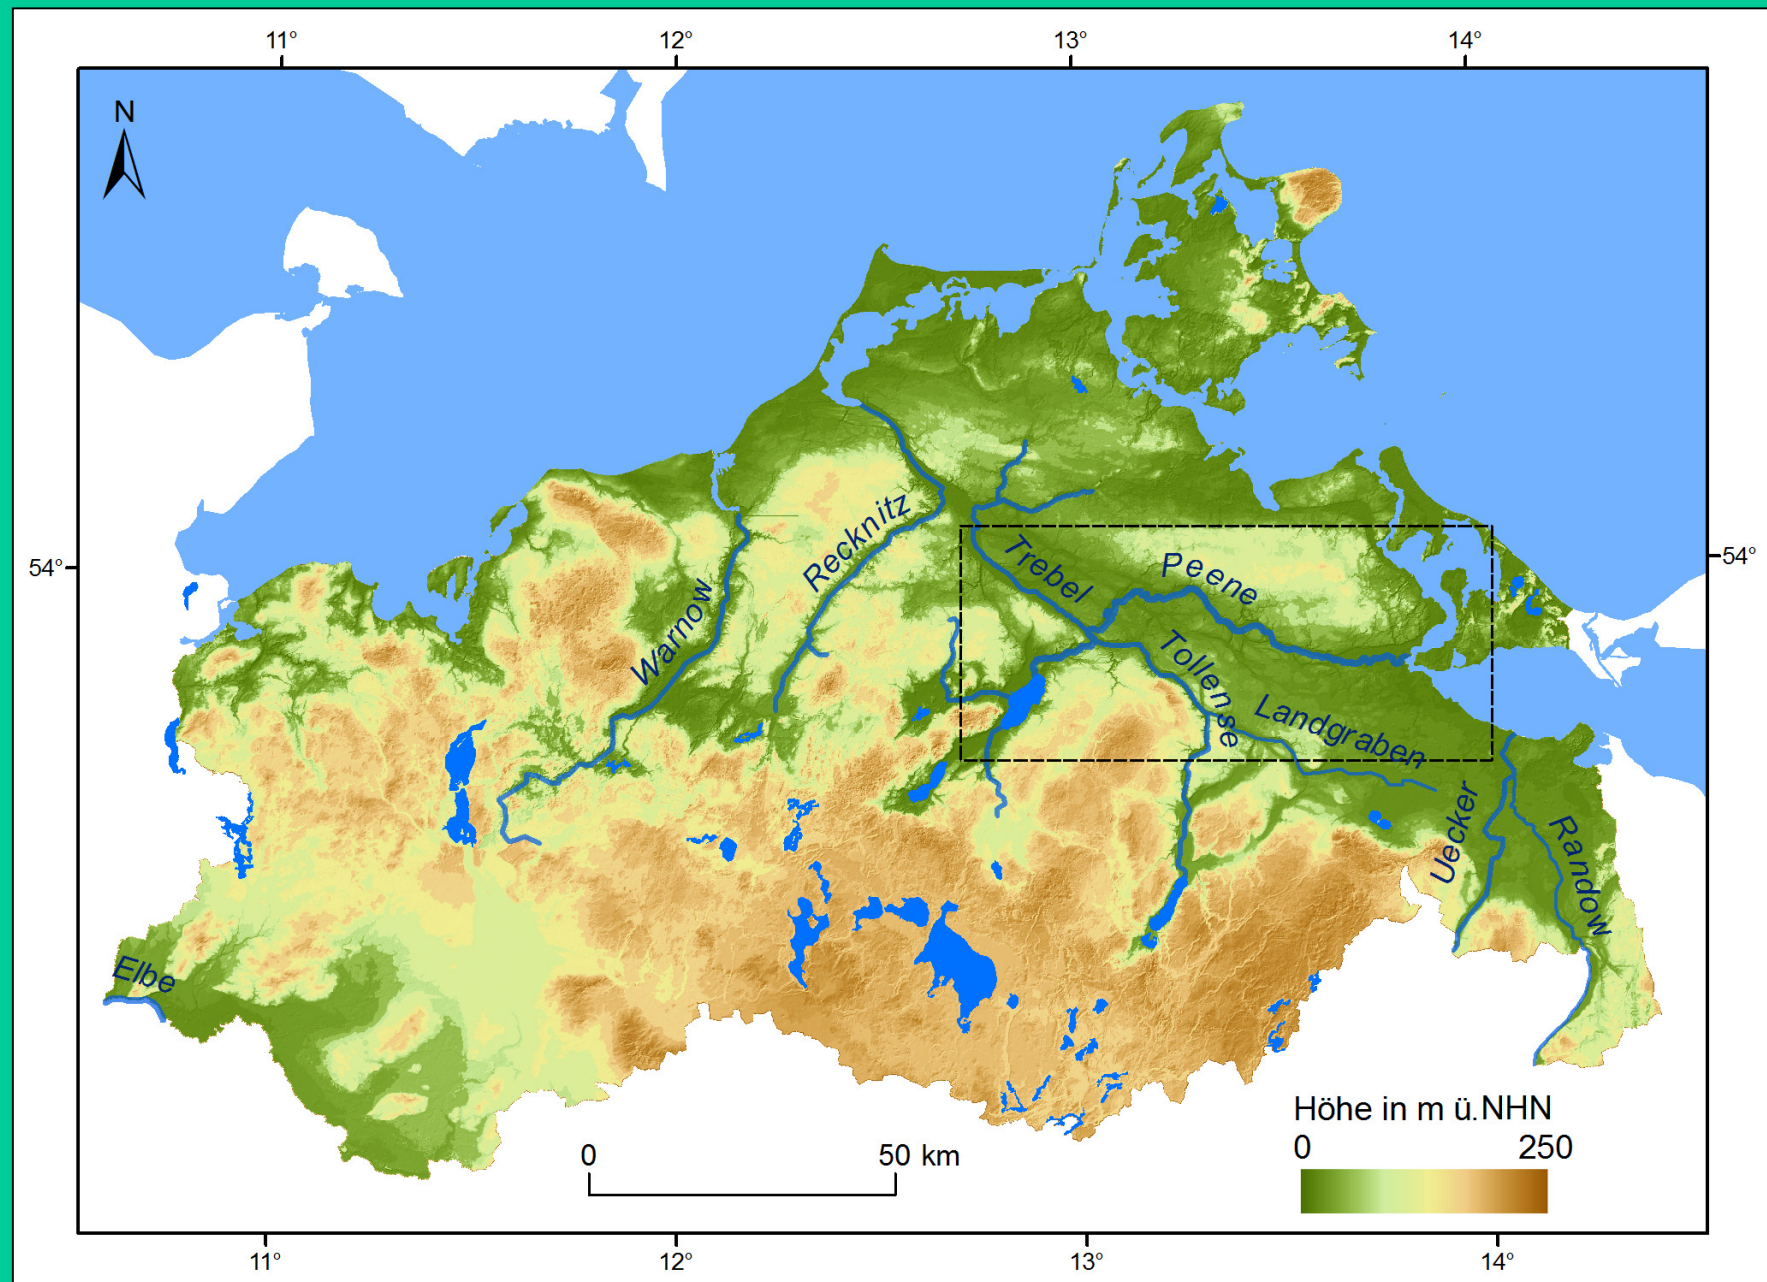 11° 12° 13° 14°
N
54° 54°
Recknitz
Trebel
Peene
Warnow
Tollense
Landgraben
Uecker
Randow
Elbe
Höhe in m ü.NHN
0 250
0 50 km
11° 12° 13° 14°